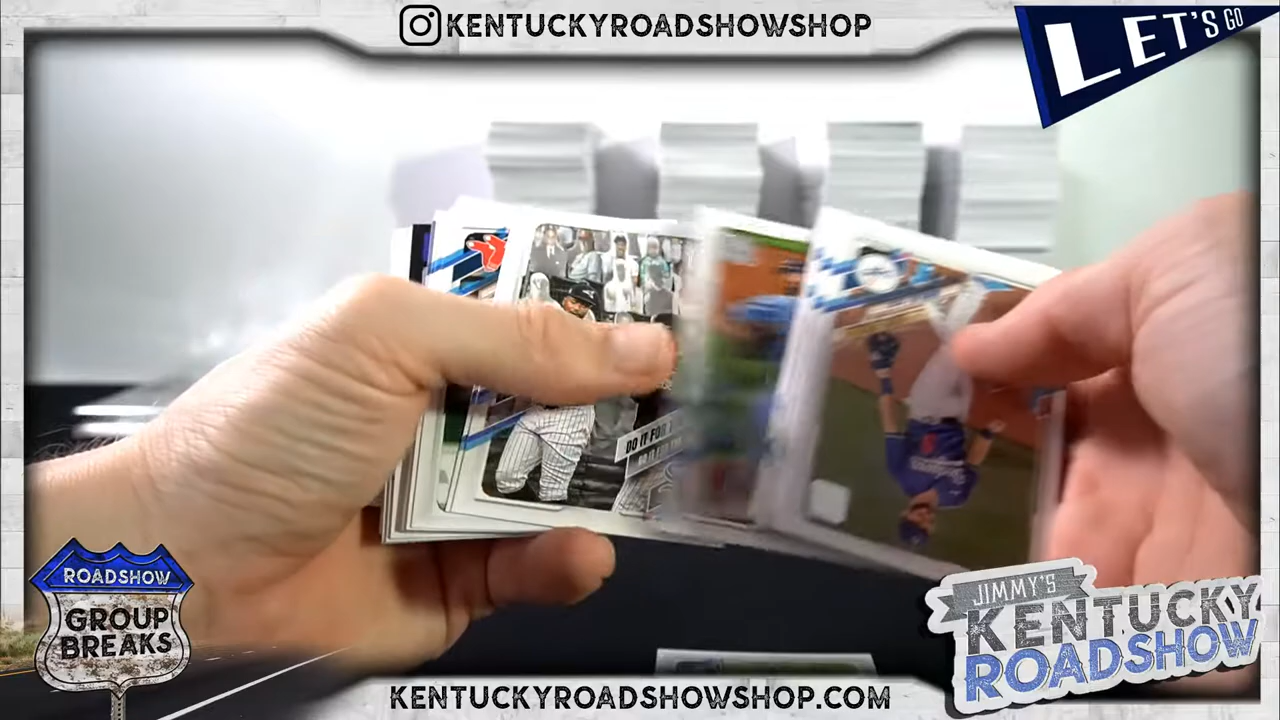 KENTUCKYROADSHOWSHOP
LET'S GO
DO IT FOR
ROADSHOW
GROUP
BREAKS
JIMMY'S
KENTUCKY
ROADSHOW
KENTUCKYROADSHOWSHOP.COM